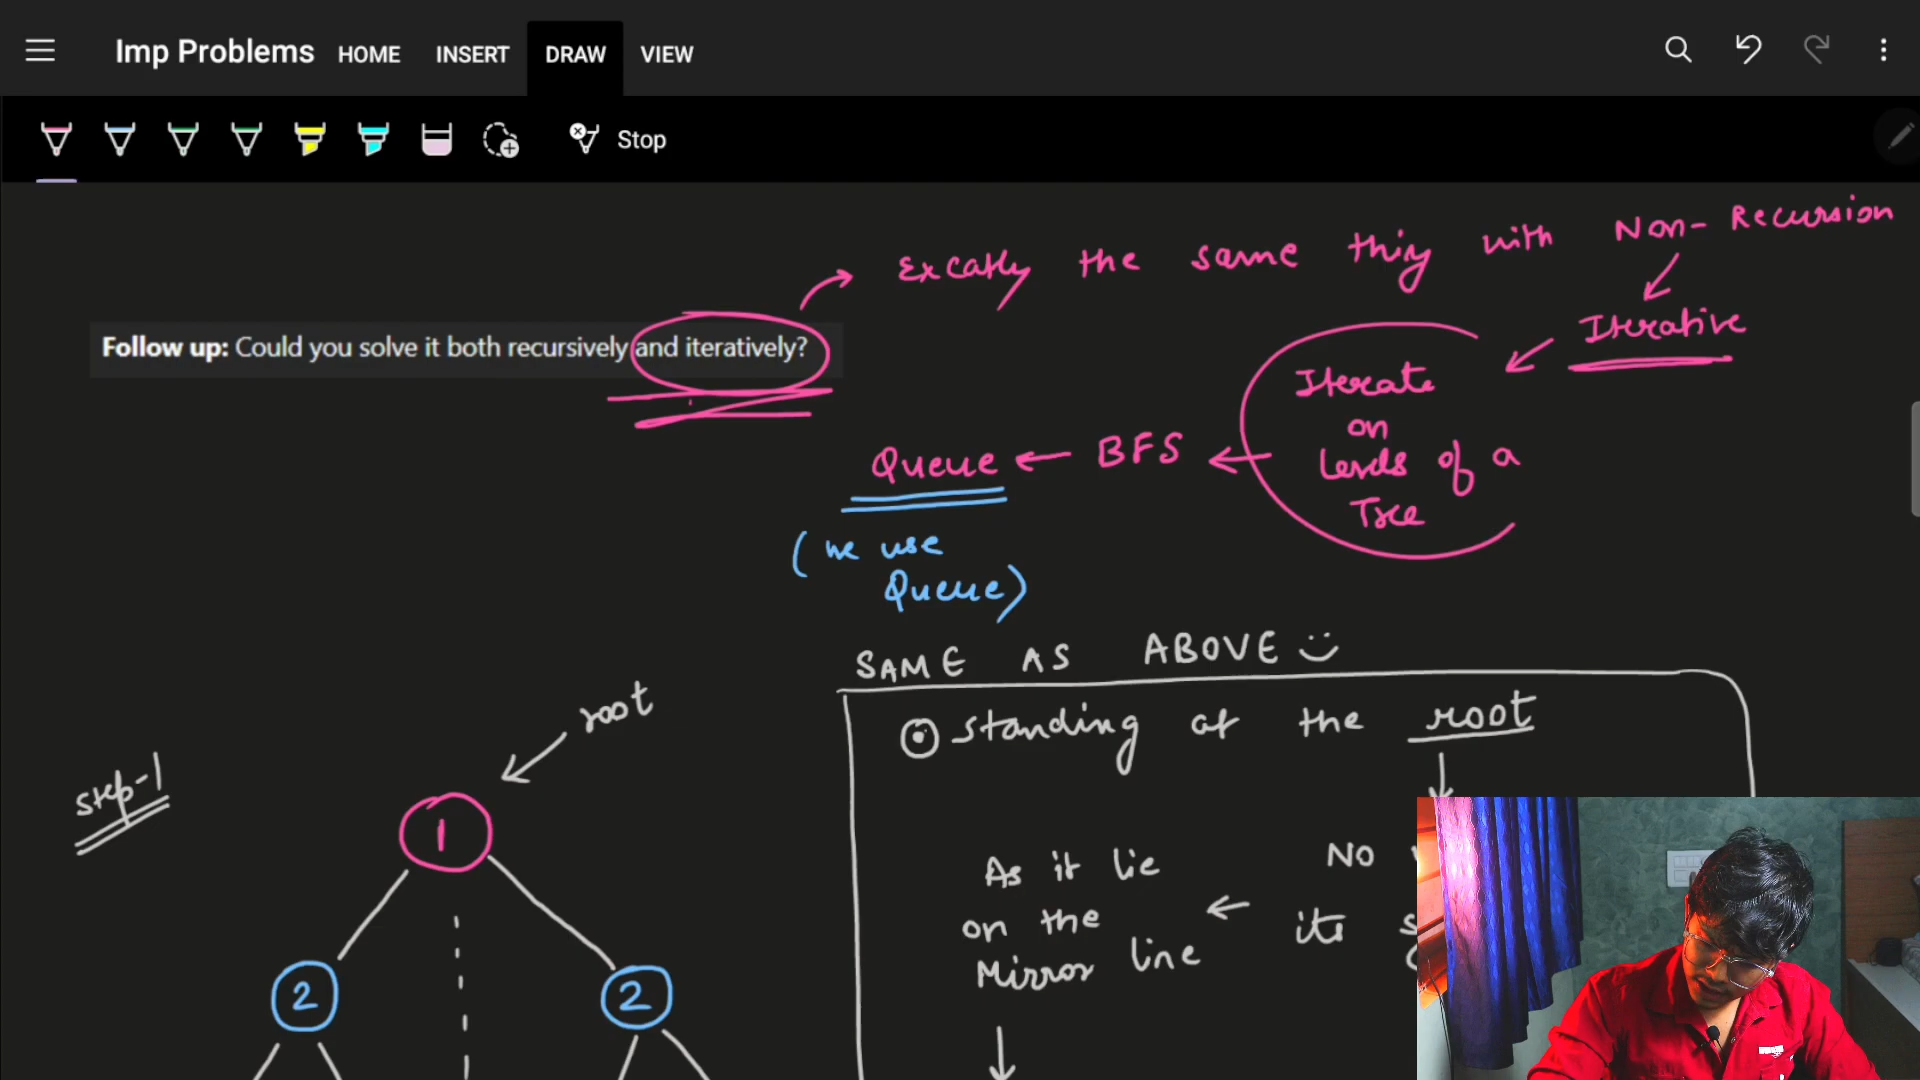 Imp Problems HOME INSERT DRAW VIEW
Stop
Excatly the same thing with Non-Recursion
Iterative
Follow up: Could you solve it both recursively and iteratively?
Iterate
on
levels of a
Tree
Queue ← BFS ←
(we use
Queue)
SAME AS ABOVE
root
standing at the root
step-1
1
As it lie
on the
Mirror line
No
its
2 2